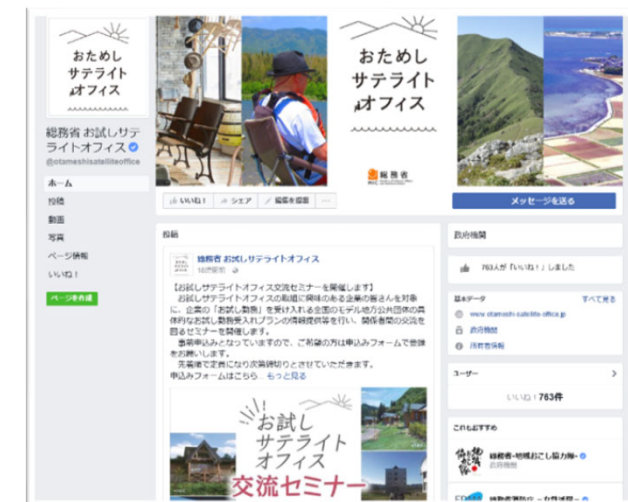 おためし
サテライト
オフィス
おためし
サテライト
オフィス
総務省
総務省 お試しサテ
ライトオフィス
@otameshisatelliteoffice
ホーム
投稿
動画
写真
ページ情報
いいね!
ページを作成
いいね!
シェア
編集を提案
メッセージを送る
投稿
総務省 お試しサテライトオフィス
【お試しサテライトオフィス交流セミナーを開催します】
お試しサテライトオフィスの取組に興味のある企業の皆さんを対象
に、企業の「お試し勤務」を受け入れる全国のモデル地方公共団体の具
体的なお試し勤務受入れプランの情報提供等を行い、関係者間の交流を
図るセミナーを開催します。
事前申込みとなっていますので、ご希望の方は申込みフォームで登録
をお願いします。
先着順で定員になり次第締切りとさせていただきます。
申込みフォームはこちら... もっと見る
お試し
サテライト
オフィス
交流セミナー
政府機関
763人が「いいね!」しました
基本データ
すべて見る
www.otameshi-satellite-office.jp
政府機関
所有者情報
ユーザー
いいね!763件
これもおすすめ
総務省-地域おこし協力隊-
政府機関